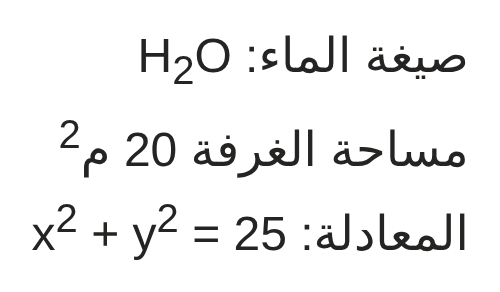 صيغة الماء: H₂O
مساحة الغرفة 20 م²
المعادلة: x² + y² = 25